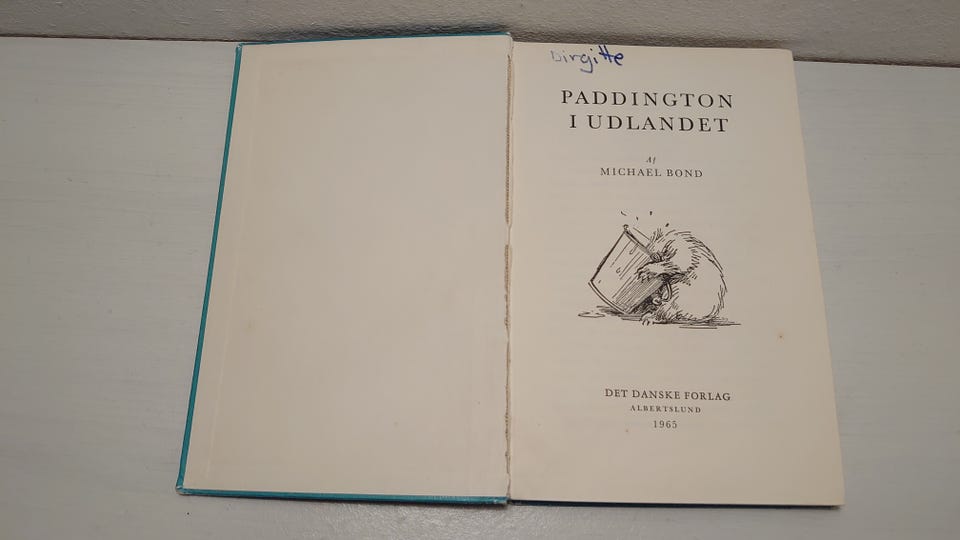 Birgitte
PADDINGTON
I UDLANDET
Af
MICHAEL BOND
DET DANSKE FORLAG
ALBERTSLUND
1965